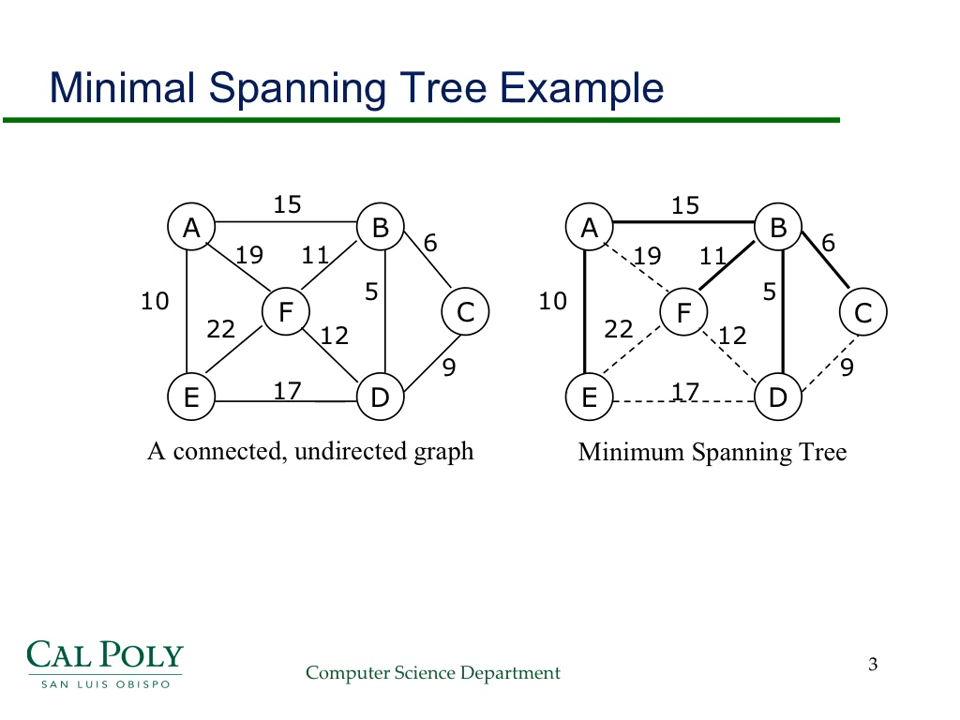 Minimal Spanning Tree Example
15
A
B
6
19
11
5
10
F
C
22
12
9
17
E
D
A connected, undirected graph
15
A
B
6
19
11
5
10
F
C
22
12
9
17
E
D
Minimum Spanning Tree
CAL POLY
SAN LUIS OBISPO
Computer Science Department
3